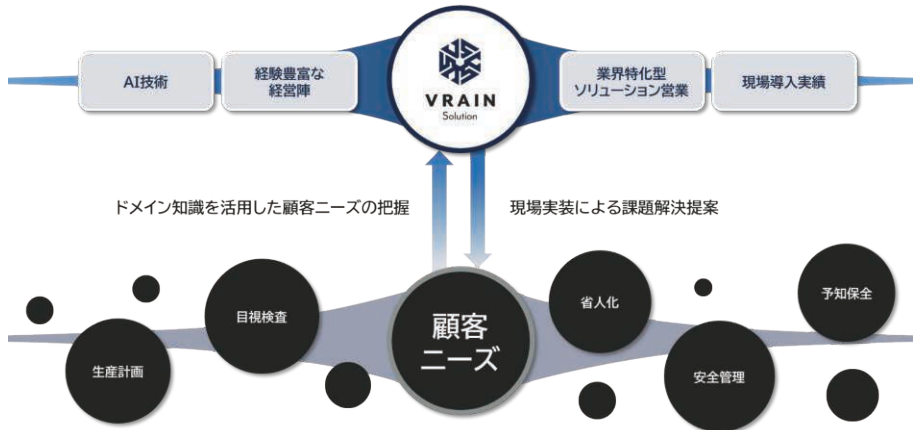 AI技術
経験豊富な
経営陣
VRAIN
Solution
業界特化型
ソリューション営業
現場導入実績
ドメイン知識を活用した顧客ニーズの把握
現場実装による課題解決提案
生産計画
目視検査
顧客
ニーズ
省人化
安全管理
予知保全